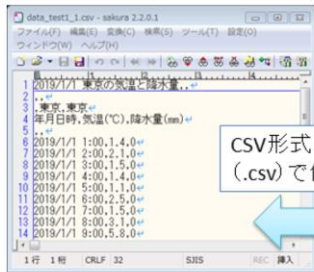 data_test1_1.csv - sakura 2.2.0.1
ファイル(F) 編集(E) 変換(C) 検索(S) ツール(T) 設定(O)
ウィンドウ(W) ヘルプ(H)
1 2019/1/1 東京の気温と降水量,,
2 ,,
3 ,東京,東京
4 年月日時,気温(℃),降水量(mm)
5 ,,
6 2019/1/1 1:00,1.4,0
7 2019/1/1 2:00,2.1,0
8 2019/1/1 3:00,1.5,0
9 2019/1/1 4:00,1.4,0
10 2019/1/1 5:00,1.1,0
11 2019/1/1 6:00,2.5,0
12 2019/1/1 7:00,1.5,0
13 2019/1/1 8:00,3.1,0
14 2019/1/1 9:00,5.8,0
CSV形式
(.csv)で
1 行 1 桁 CRLF 32 SJIS REC 挿入